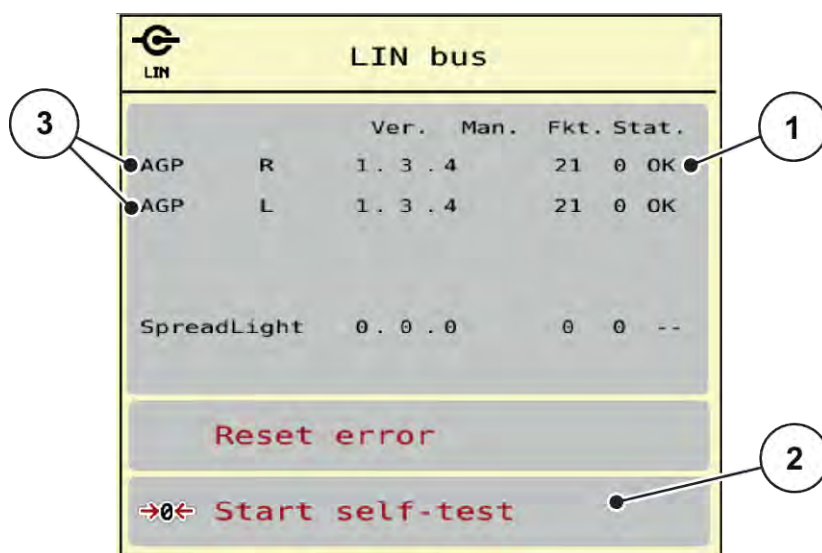 LIN
LIN bus
Ver. Man. Fkt. Stat.
3
1
AGP R 1.3.4 21 0 OK
AGP L 1.3.4 21 0 OK
SpreadLight 0.0.0 0 0 --
Reset error
2
→0← Start self-test